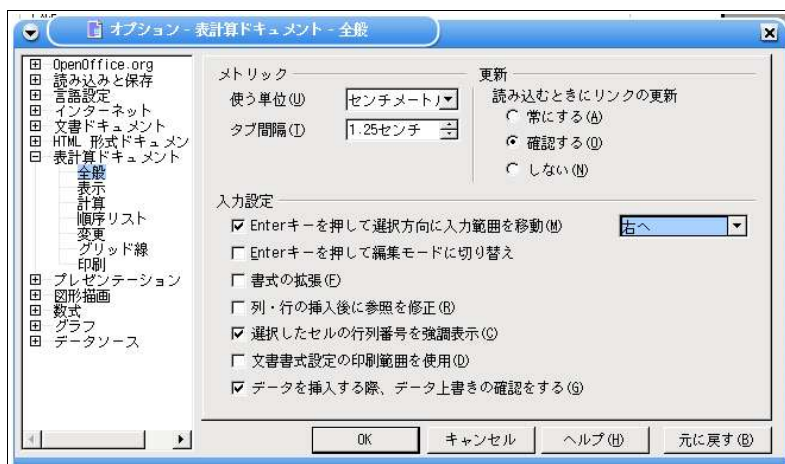 オプション - 表計算ドキュメント - 全般
OpenOffice.org
読み込みと保存
言語設定
インターネット
文書ドキュメント
HTML 形式ドキュメン
表計算ドキュメント
全般
表示
計算
順序リスト
変更
グリッド線
印刷
プレゼンテーション
図形描画
数式
グラフ
データソース
メトリック
使う単位(U) センチメートル
タブ間隔(T) 1.25センチ
更新
読み込むときにリンクの更新
常にする(A)
確認する(O)
しない(N)
入力設定
Enterキーを押して選択方向に入力範囲を移動(M) 右へ
Enterキーを押して編集モードに切り替え
書式の拡張(F)
列・行の挿入後に参照を修正(R)
選択したセルの行列番号を強調表示(C)
文書書式設定の印刷範囲を使用(D)
データを挿入する際、データ上書きの確認をする(G)
OK キャンセル ヘルプ(H) 元に戻す(B)